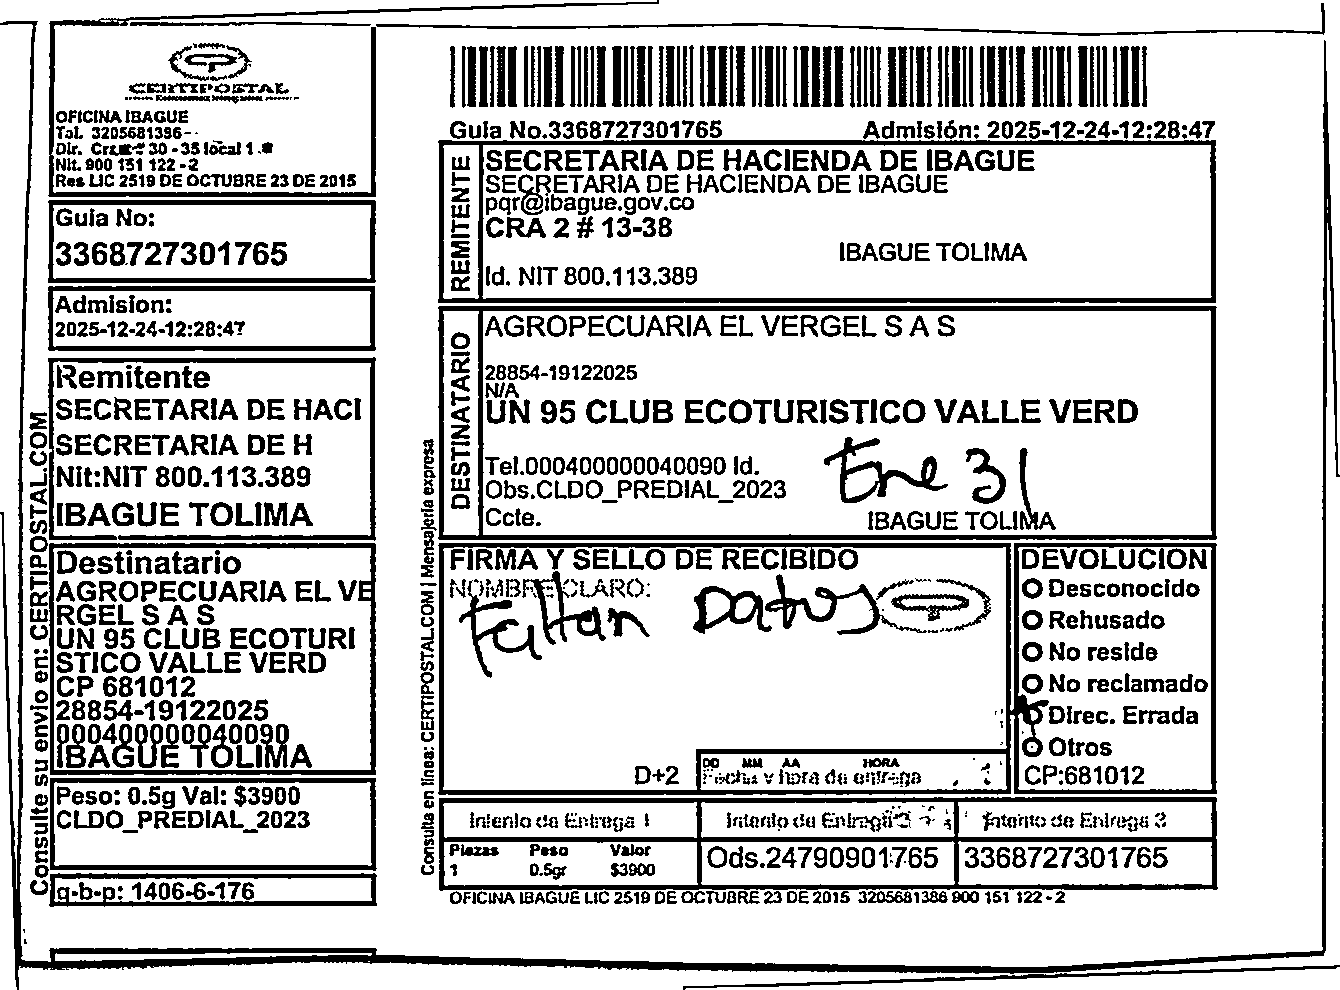 CERTIPOSTAL
OFICINA IBAGUE
Tel. 3205681386
Dir. 30 - 35 local 1
Nit. 900 151 122 - 2
Res LIC 2519 DE OCTUBRE 23 DE 2015
Guia No:
3368727301765
Admision:
2025-12-24-12:28:47
Remitente
SECRETARIA DE HACI
SECRETARIA DE H
Nit:NIT 800.113.389
IBAGUE TOLIMA
Destinatario
AGROPECUARIA EL VE
RGEL S A S
UN 95 CLUB ECOTURI
STICO VALLE VERD
CP 681012
28854-19122025
000400000040090
IBAGUE TOLIMA
Peso: 0.5g Val: $3900
CLDO_PREDIAL_2023
g-b-p: 1406-6-176
Consulte su envio en: CERTIPOSTAL.COM
Guia No.3368727301765 Admisión: 2025-12-24-12:28:47
REMITENTE
SECRETARIA DE HACIENDA DE IBAGUE
SECRETARIA DE HACIENDA DE IBAGUE
pqr@ibague.gov.co
CRA 2 # 13-38
IBAGUE TOLIMA
Id. NIT 800.113.389
DESTINATARIO
AGROPECUARIA EL VERGEL S A S
28854-19122025
N/A
UN 95 CLUB ECOTURISTICO VALLE VERD
Tel.000400000040090 Id.
Ene 31
Obs.CLDO_PREDIAL_2023
Ccte. IBAGUE TOLIMA
FIRMA Y SELLO DE RECIBIDO
NOMBRE CLARO:
Faltan Datos
D+2
DD MM AA HORA
Fecha y hora de entrega
DEVOLUCION
Desconocido
Rehusado
No reside
No reclamado
Direc. Errada
Otros
CP:681012
Intento de Entrega 1 Intento de Entrega 2 Intento de Entrega 3
Piezas Peso Valor
1 0.5gr $3900
Ods.24790901765 3368727301765
OFICINA IBAGUE LIC 2519 DE OCTUBRE 23 DE 2015 3205681386 900 151 122 - 2
Consulta en linea: CERTIPOSTAL.COM | Mensajeria expresa